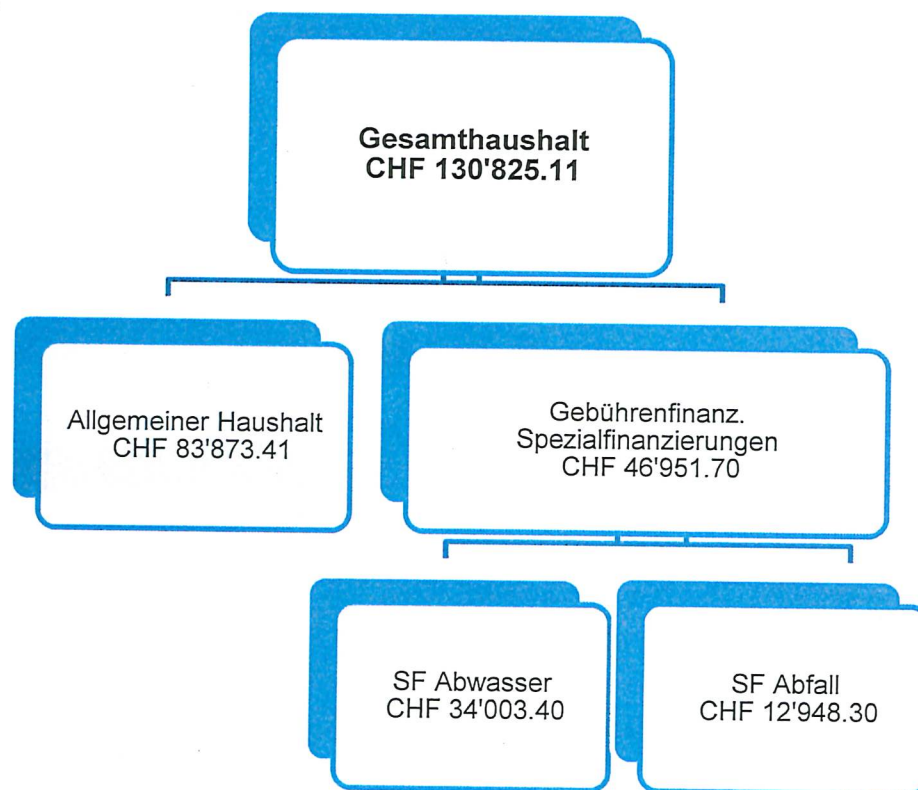 Gesamthaushalt
CHF 130'825.11
Allgemeiner Haushalt
CHF 83'873.41
Gebührenfinanz.
Spezialfinanzierungen
CHF 46'951.70
SF Abwasser
CHF 34'003.40
SF Abfall
CHF 12'948.30